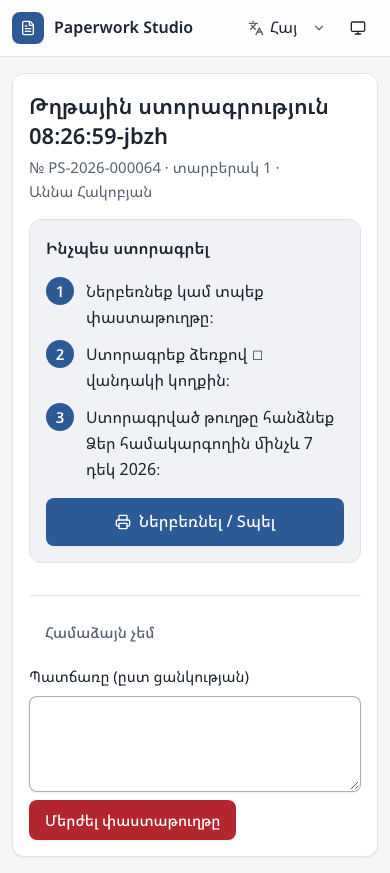 Paperwork Studio
Հայ
Թղթային ստորագրություն
08:26:59-jbzh
№ PS-2026-000064 · տարբերակ 1 ·
Աննա Հակոբյան
Ինչպես ստորագրել
1 Ներբեռնեք կամ տպեք
փաստաթուղթը։
2 Ստորագրեք ձեռքով □
վանդակի կողքին։
3 Ստորագրված թուղթը հանձնեք
Ձեր համակարգողին մինչև 7
դեկ 2026։
Ներբեռնել / Տպել
Համաձայն չեմ
Պատճառը (ըստ ցանկության)
Մերժել փաստաթուղթը